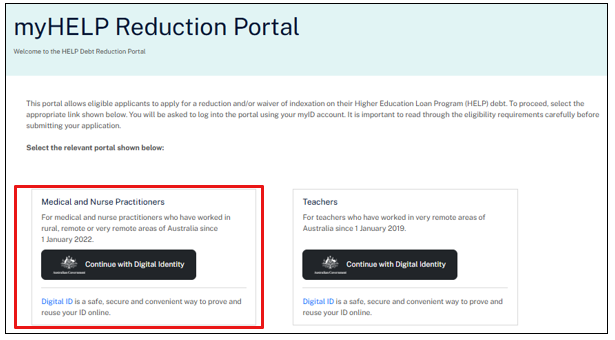 myHELP Reduction Portal
Welcome to the HELP Debt Reduction Portal
This portal allows eligible applicants to apply for a reduction and/or waiver of indexation on their Higher Education Loan Program (HELP) debt. To proceed, select the
appropriate link shown below. You will be asked to log into the portal using your myID account. It is important to read through the eligibility requirements carefully before
submitting your application.
Select the relevant portal shown below:
Medical and Nurse Practitioners
For medical and nurse practitioners who have worked in
rural, remote or very remote areas of Australia since
1 January 2022.
Australian Government
Continue with Digital Identity
Digital ID is a safe, secure and convenient way to prove and
reuse your ID online.
Teachers
For teachers who have worked in very remote areas of
Australia since 1 January 2019.
Australian Government
Continue with Digital Identity
Digital ID is a safe, secure and convenient way to prove and
reuse your ID online.